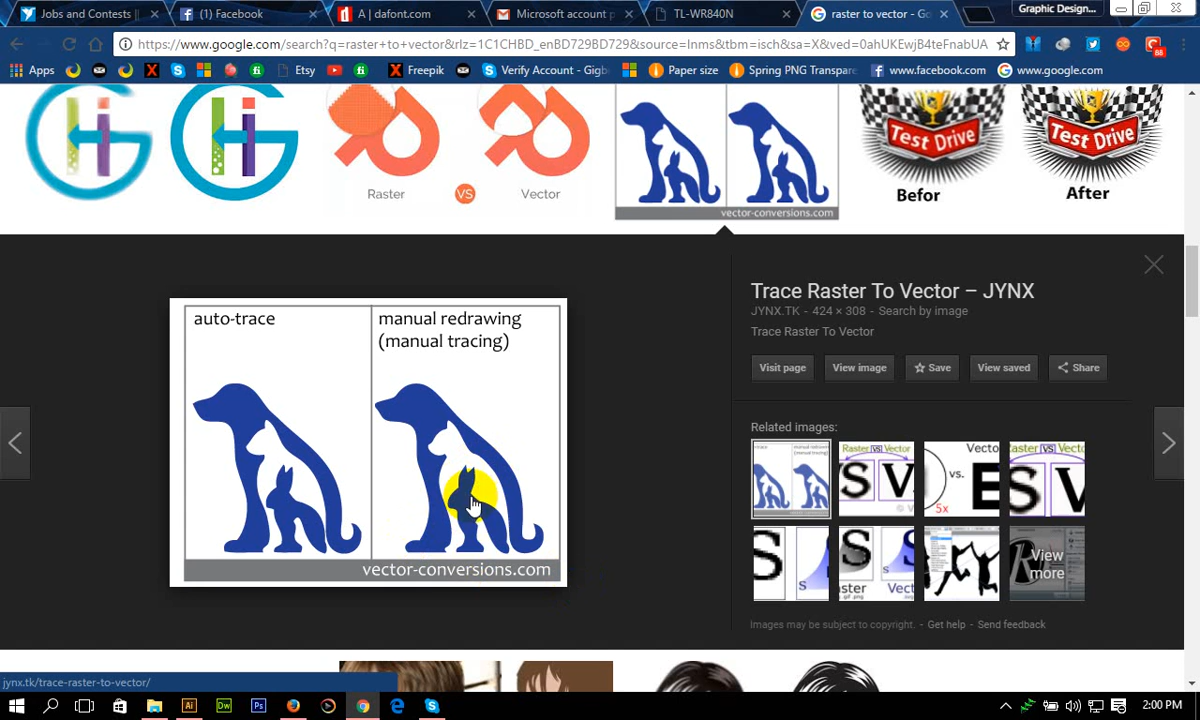 Jobs and Contests ||
(1) Facebook
A | dafont.com
Microsoft account p
TL-WR840N
raster to vector - Go
Graphic Design...
https://www.google.com/search?q=raster+to+vector&rlz=1C1CHBD_enBD729BD729&source=lnms&tbm=isch&sa=X&ved=0ahUKEwjB4teFnabUA
88
Apps
Etsy
Freepik
Verify Account - Gigb
Paper size
Spring PNG Transpare
www.facebook.com
www.google.com
Raster
VS
Vector
vector-conversions.com
Test Drive
Befor
Test Drive
After
auto-trace
manual redrawing
(manual tracing)
vector-conversions.com
Trace Raster To Vector – JYNX
JYNX.TK - 424 × 308 - Search by image
Trace Raster To Vector
Visit page
View image
Save
View saved
Share
Related images:
View
more
Images may be subject to copyright. - Get help - Send feedback
jynx.tk/trace-raster-to-vector/
2:00 PM